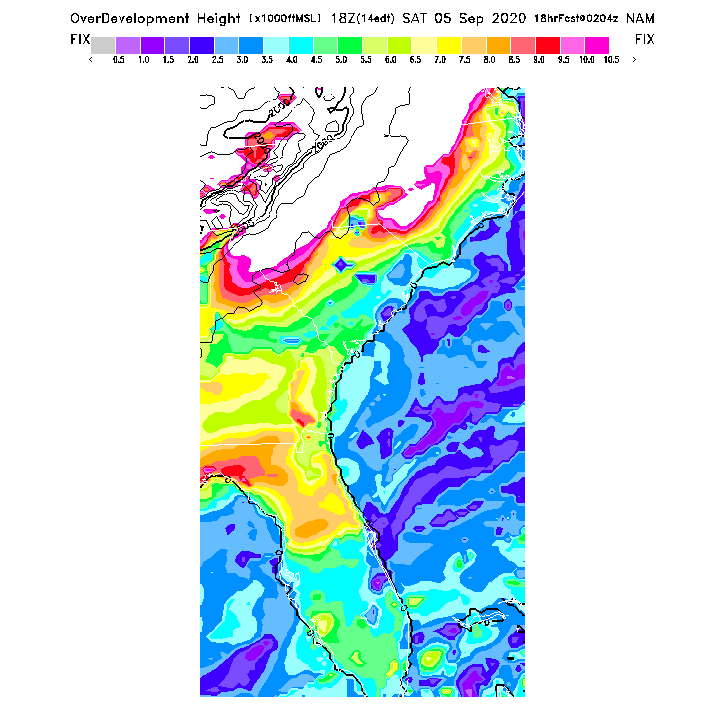 OverDevelopment Height [x1000ftMSL] 18Z(14edt) SAT 05 Sep 2020 18hrFcst@0204z NAM
FIX FIX
< 0.5 1.0 1.5 2.0 2.5 3.0 3.5 4.0 4.5 5.0 5.5 6.0 6.5 7.0 7.5 8.0 8.5 9.0 9.5 10.0 10.5 >
2000
2000